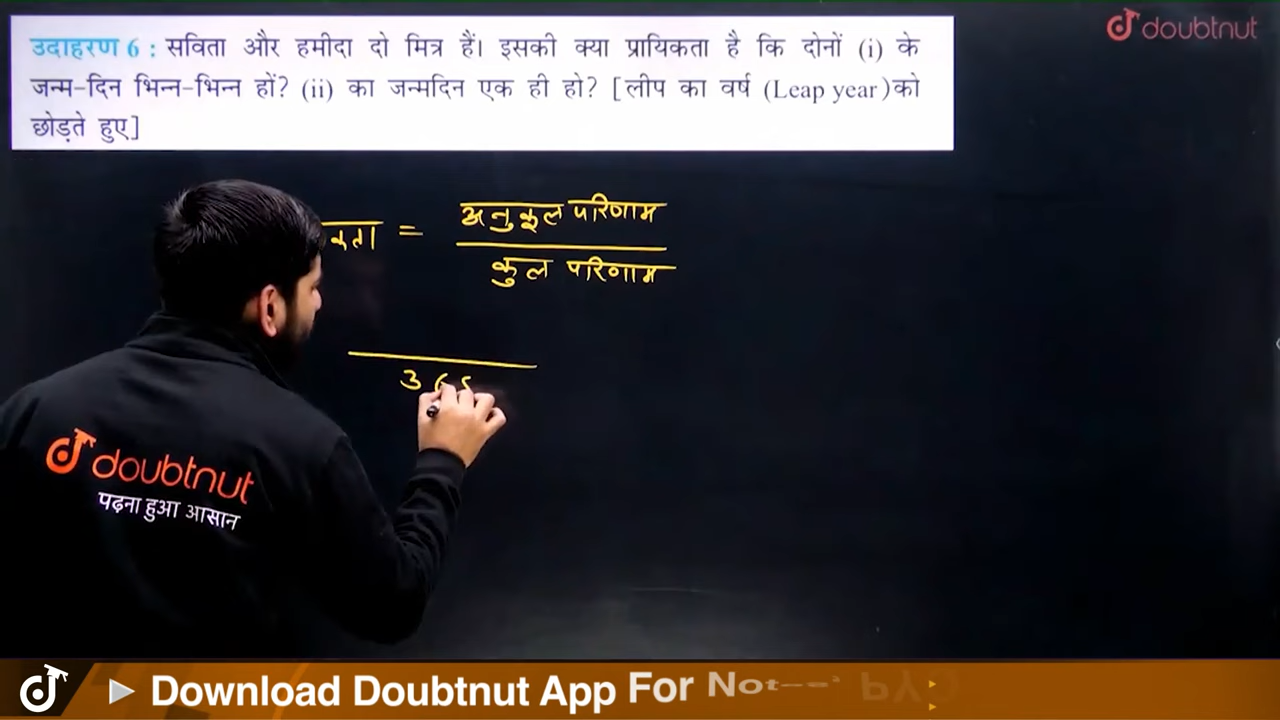 उदाहरण 6 : सविता और हमीदा दो मित्र हैं। इसकी क्या प्रायिकता है कि दोनों (i) के
जन्म-दिन भिन्न-भिन्न हों? (ii) का जन्मदिन एक ही हो? [लीप का वर्ष (Leap year)को
छोड़ते हुए]
doubtnut
= अनुकूल परिणाम
कुल परिणाम
365
doubtnut
पढ़ना हुआ आसान
Download Doubtnut App For